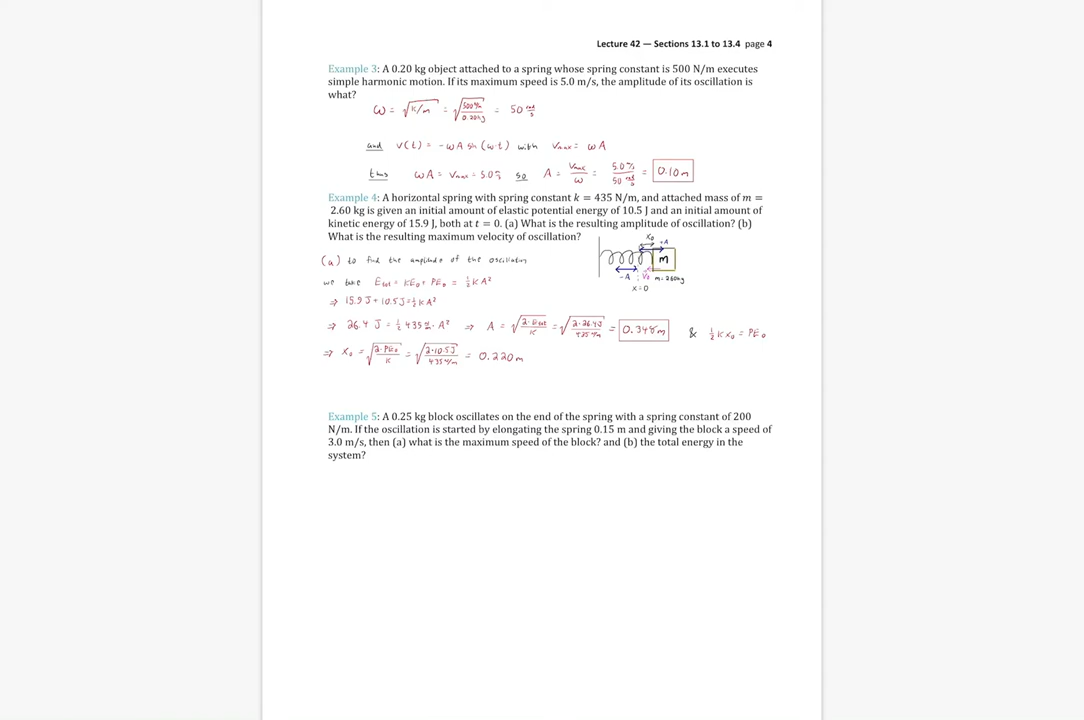 Lecture 42 — Sections 13.1 to 13.4 page 4
Example 3: A 0.20 kg object attached to a spring whose spring constant is 500 N/m executes
simple harmonic motion. If its maximum speed is 5.0 m/s, the amplitude of its oscillation is
what?
ω = √k/m = √500 N/m / 0.20kg = 50 rad/s
and v(t) = -ωA sin(ω·t) with Vmax = ωA
thus ωA = Vmax = 5.0 m/s so A = Vmax/ω = 5.0 m/s / 50 rad/s = 0.10m
Example 4: A horizontal spring with spring constant k = 435 N/m, and attached mass of m =
2.60 kg is given an initial amount of elastic potential energy of 10.5 J and an initial amount of
kinetic energy of 15.9 J, both at t = 0. (a) What is the resulting amplitude of oscillation? (b)
What is the resulting maximum velocity of oscillation?
x₀
+A
m
-A V₀ m=2.60kg
x=0
(a) to find the amplitude of the oscillation
we take Etot = KE₀ + PE₀ = ½kA²
⇒ 15.9 J + 10.5 J = ½kA²
⇒ 26.4 J = ½ 435 N/m · A² ⇒ A = √2·Etot/k = √2·26.4J / 435 N/m = 0.348m & ½kx₀ = PE₀
⇒ x₀ = √2·PE₀/k = √2·10.5J / 435 N/m = 0.220m
Example 5: A 0.25 kg block oscillates on the end of the spring with a spring constant of 200
N/m. If the oscillation is started by elongating the spring 0.15 m and giving the block a speed of
3.0 m/s, then (a) what is the maximum speed of the block? and (b) the total energy in the
system?